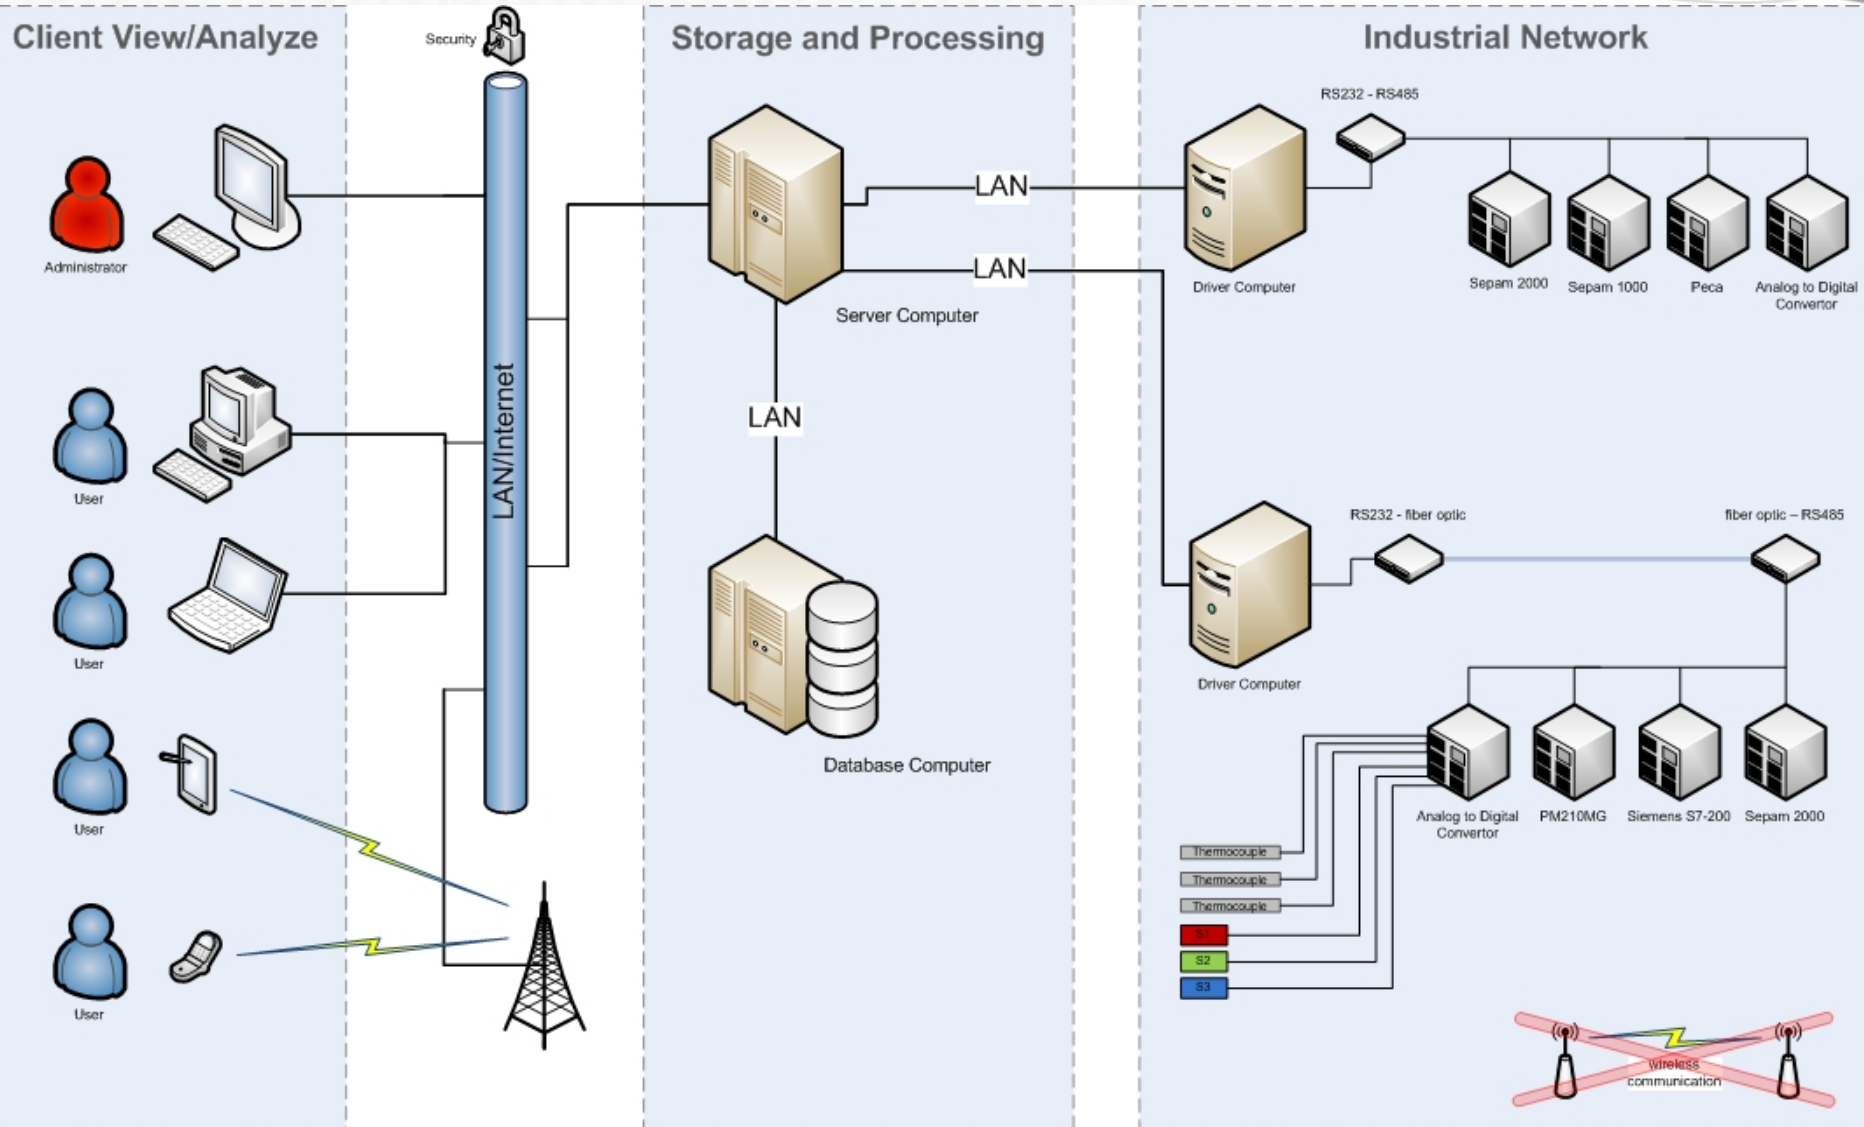 Client View/Analyze
Security
Storage and Processing
Industrial Network
Administrator
User
User
User
User
LAN/Internet
LAN
LAN
LAN
Server Computer
Database Computer
RS232 - RS485
Driver Computer
Sepam 2000
Sepam 1000
Peca
Analog to Digital
Convertor
RS232 - fiber optic
fiber optic – RS485
Driver Computer
Analog to Digital
Convertor
PM210MG
Siemens S7-200
Sepam 2000
Thermocouple
Thermocouple
Thermocouple
S1
S2
S3
wireless
communication